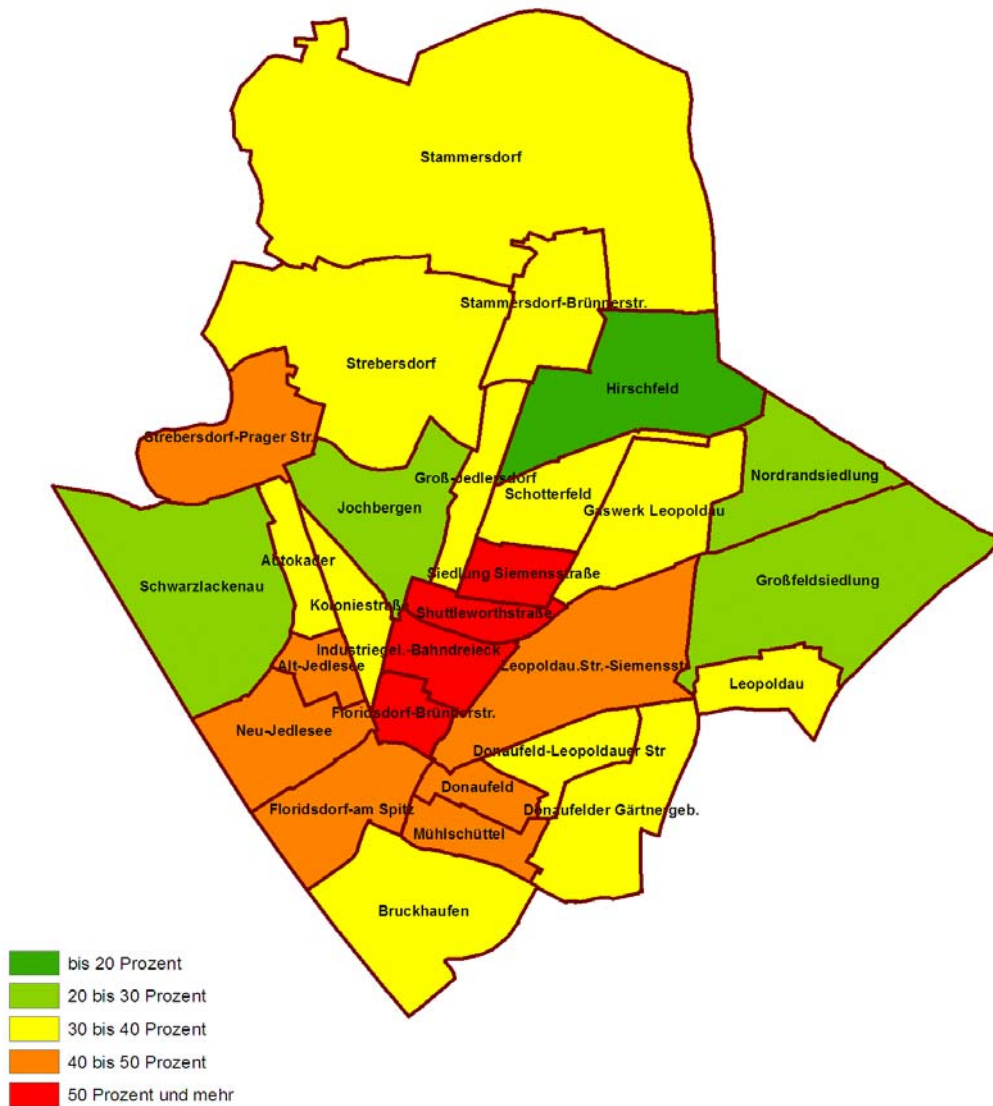 Stammersdorf
Stammersdorf-Brünnerstr.
Strebersdorf
Hirschfeld
Strebersdorf-Prager Str.
Groß-Jedlersdorf
Nordrandsiedlung
Schotterfeld
Jochbergen
Gaswerk Leopoldau
Autokader
Siedlung Siemensstraße
Großfeldsiedlung
Schwarzlackenau
Koloniestraß
Shuttleworthstraße
Industriegel.-Bahndreieck
Alt-Jedlesee
Leopoldau.Str.-Siemensst
Leopoldau
Floridsdorf-Brünnerstr.
Neu-Jedlesee
Donaufeld-Leopoldauer Str
Donaufeld
Floridsdorf-am Spitz
Donaufelder Gärtnergeb.
Mühlschüttel
Bruckhaufen
bis 20 Prozent
20 bis 30 Prozent
30 bis 40 Prozent
40 bis 50 Prozent
50 Prozent und mehr